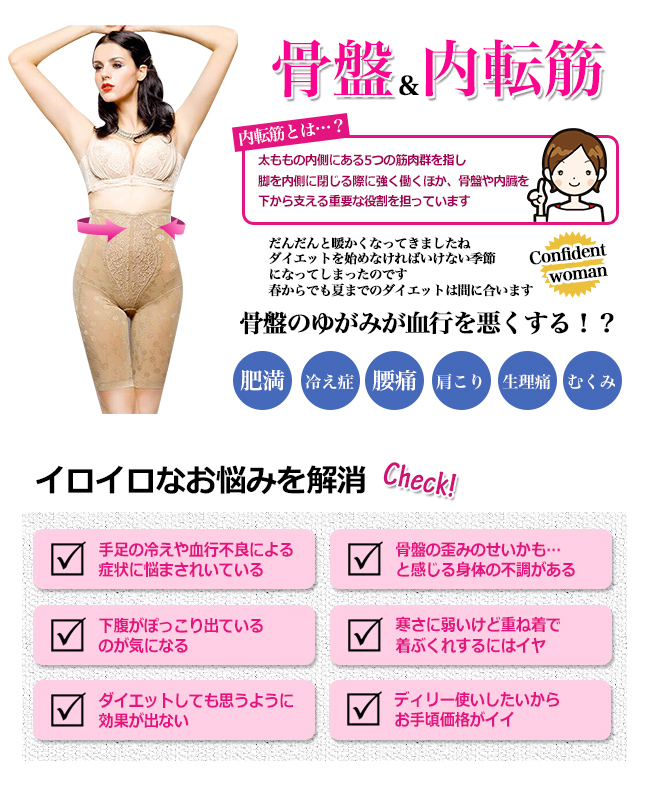 骨盤&内転筋
内転筋とは…？
太ももの内側にある5つの筋肉群を指し
脚を内側に閉じる際に強く働くほか、骨盤や内臓を
下から支える重要な役割を担っています
だんだんと暖かくなってきましたね
ダイエットを始めなければいけない季節
になってしまったのです
春からでも夏までのダイエットは間に合います
Confident
woman
骨盤のゆがみが血行を悪くする！？
肥満 冷え症 腰痛 肩こり 生理痛 むくみ
イロイロなお悩みを解消 Check!
手足の冷えや血行不良による
症状に悩まされいている
骨盤の歪みのせいかも…
と感じる身体の不調がある
下腹がぽっこり出ている
のが気になる
寒さに弱いけど重ね着で
着ぶくれするにはイヤ
ダイエットしても思うように
効果が出ない
ディリー使いしたいから
お手頃価格がイイ